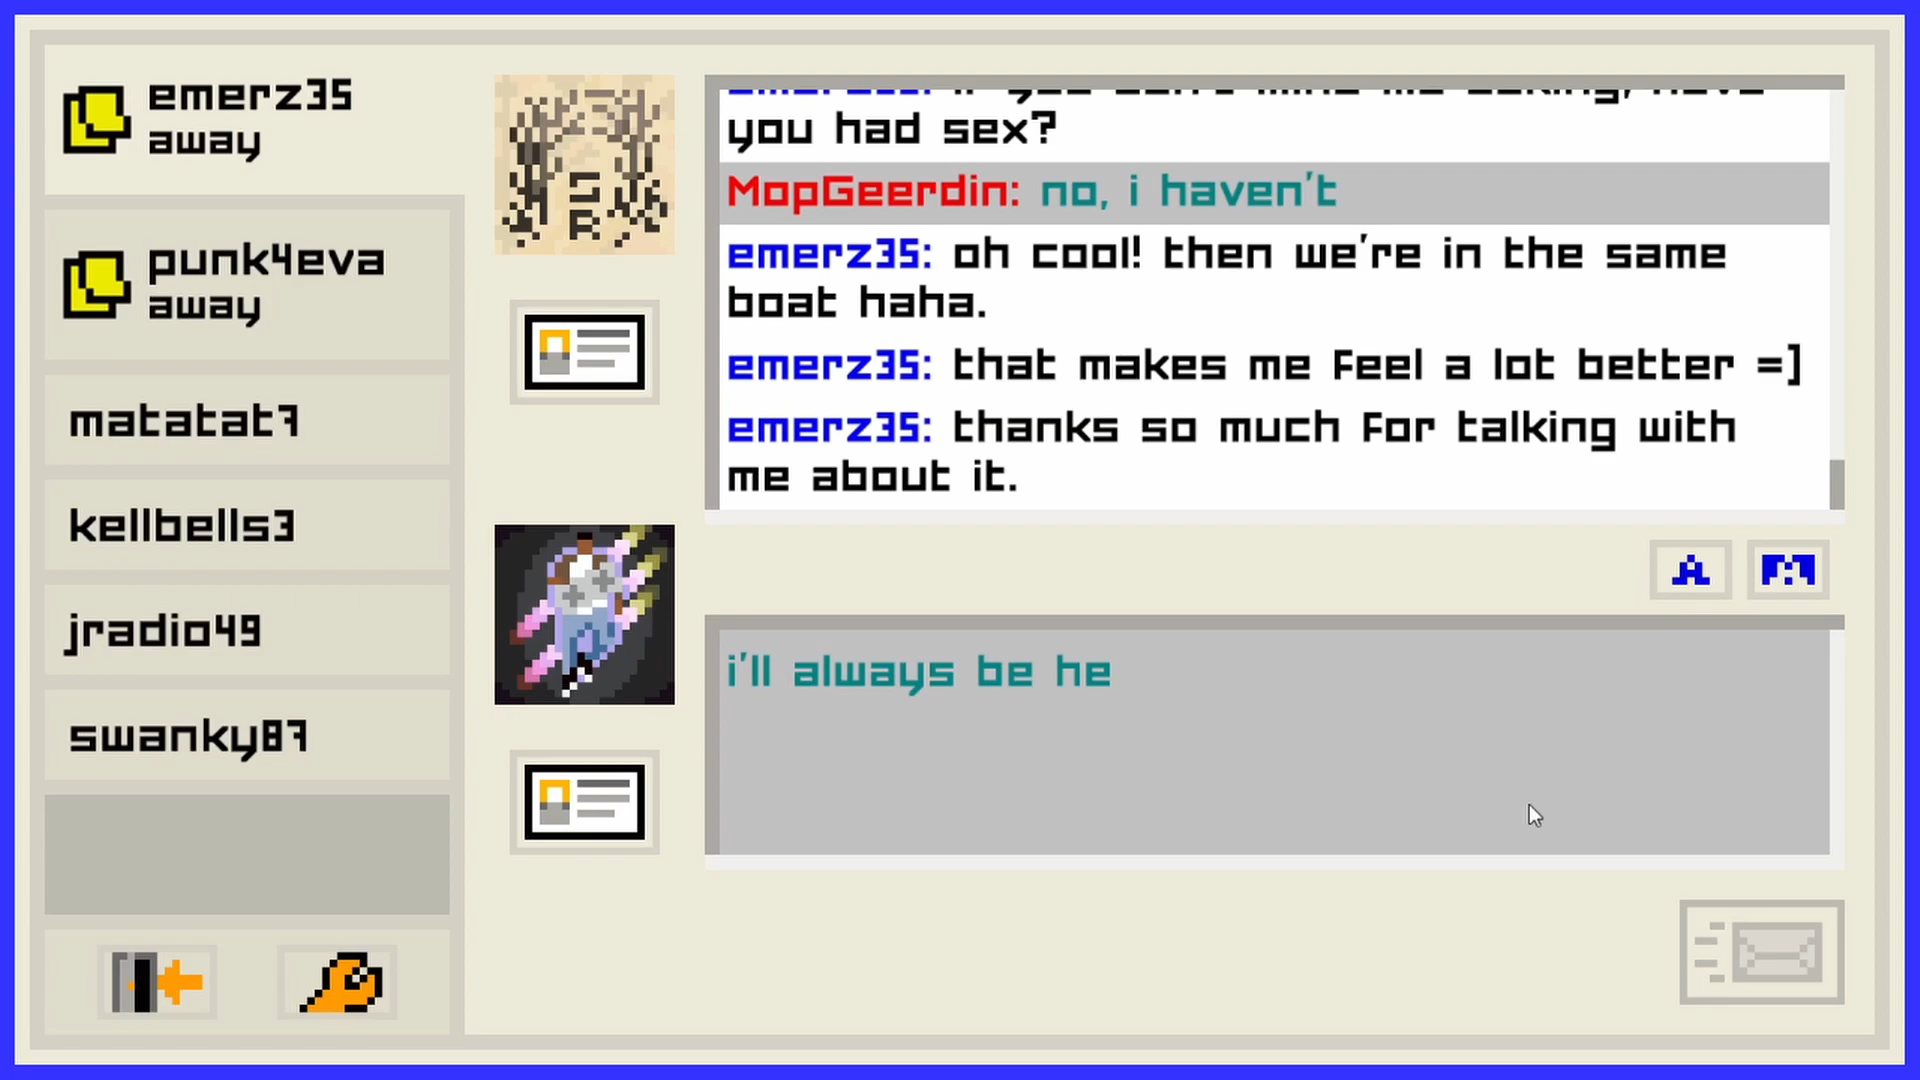 emerz35
away
punk4eva
away
matatat7
kellbells3
jradio49
swanky87
you had sex?
MopGeerdin: no, i haven't
emerz35: oh cool! then we're in the same
boat haha.
emerz35: that makes me feel a lot better =]
emerz35: thanks so much for talking with
me about it.
A
i'll always be he